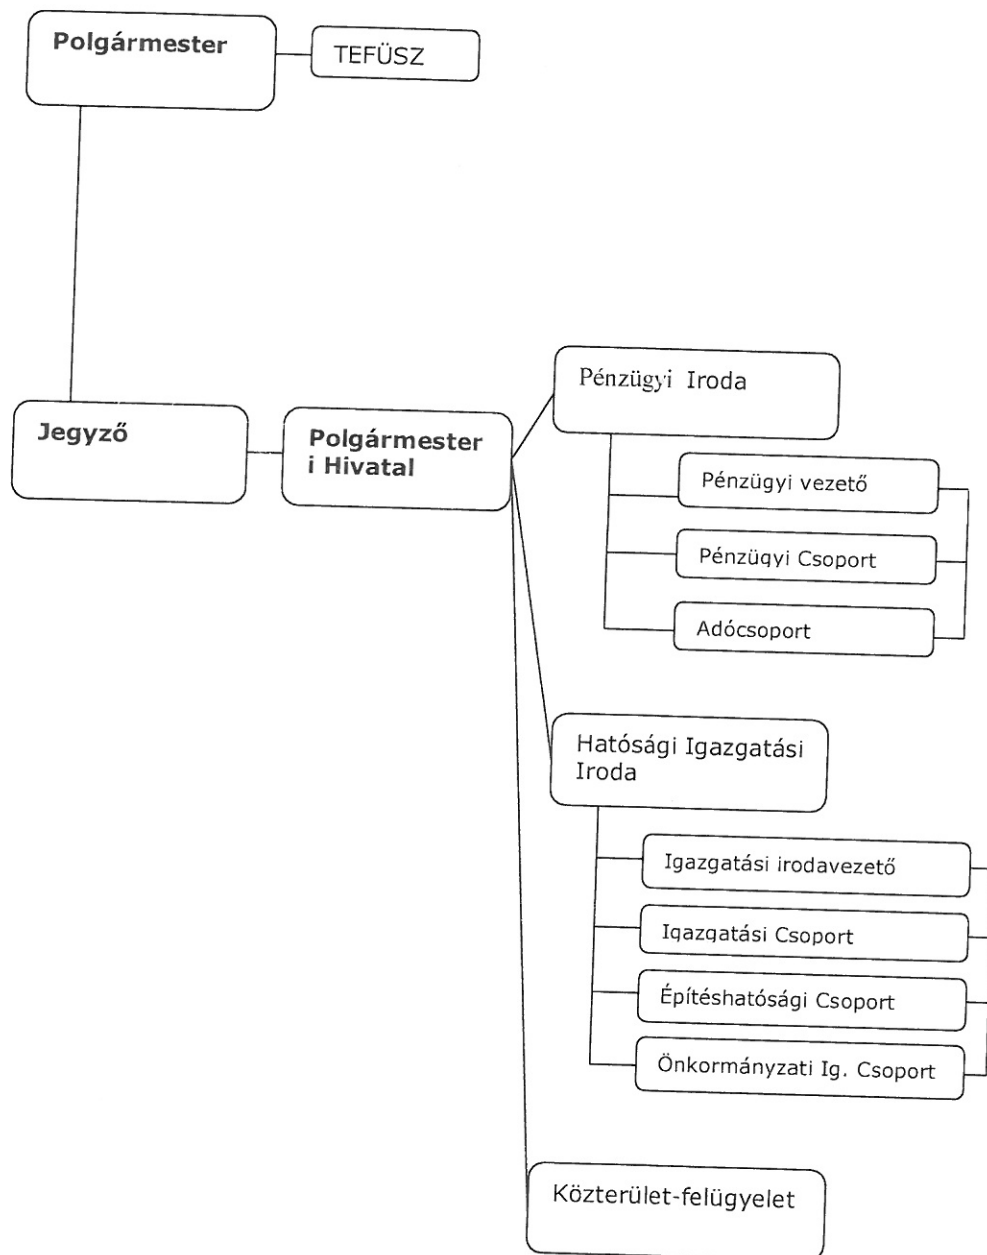 Polgármester
TEFÜSZ
Jegyző
Polgármester
i Hivatal
Pénzügyi Iroda
Pénzügyi vezető
Pénzügyi Csoport
Adócsoport
Hatósági Igazgatási
Iroda
Igazgatási irodavezető
Igazgatási Csoport
Építéshatósági Csoport
Önkormányzati Ig. Csoport
Közterület-felügyelet